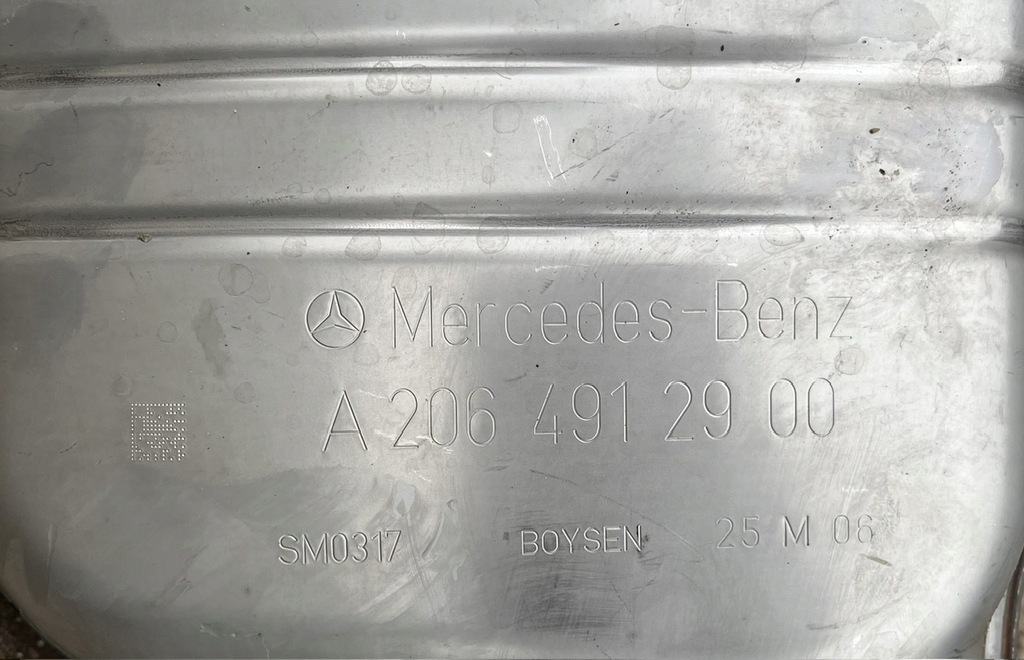 Mercedes-Benz
A 206 491 29 00
SM0317 BOYSEN 25 M 06